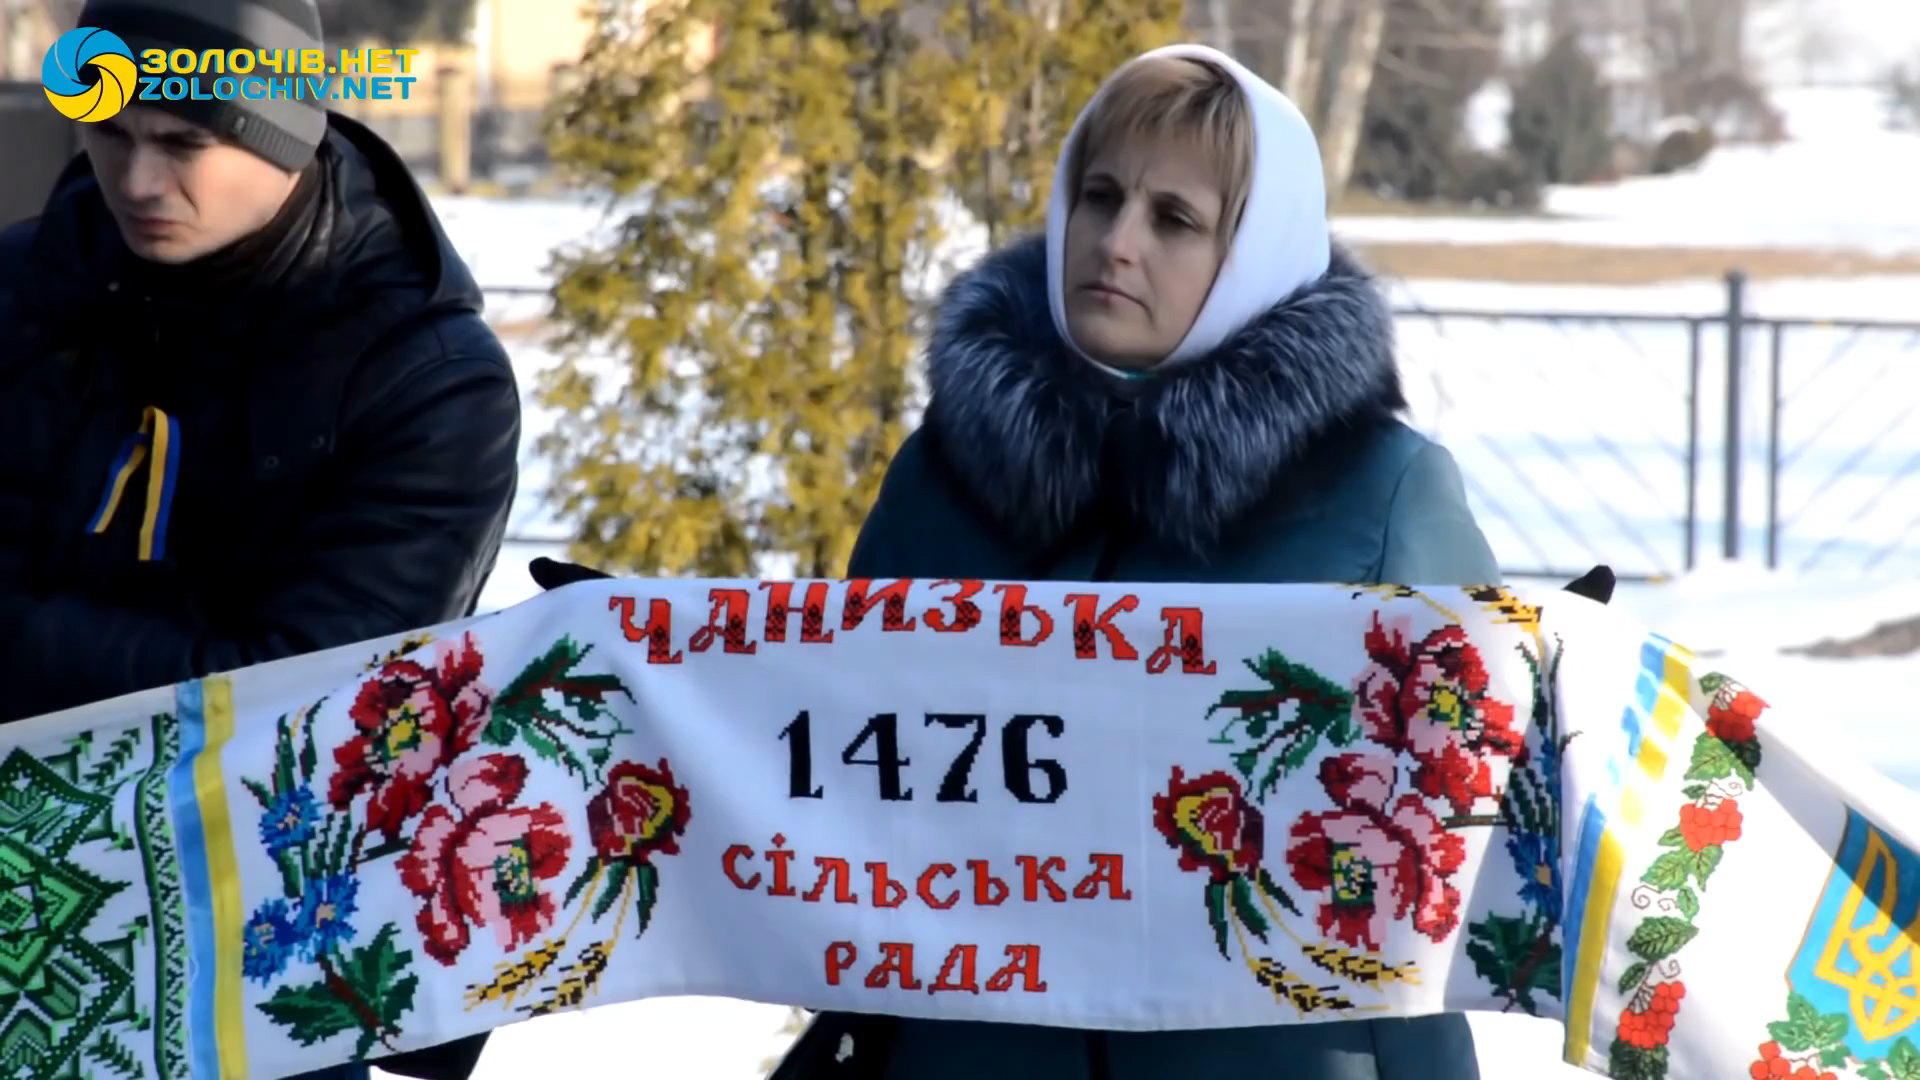 ЗОЛОЧІВ.НЕТ
ZOLOCHIV.NET
ЧАНИЗЬКА
1476
сільська
рада